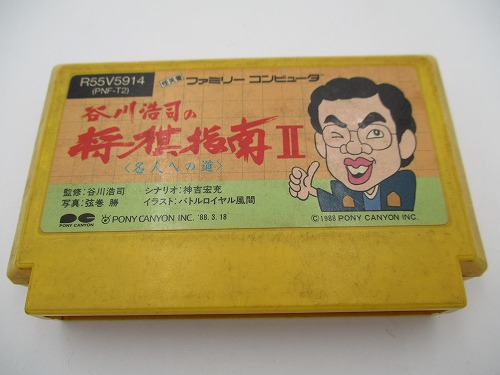 R55V5914
(PNF-T2)
ファミリー コンピュータ
谷川浩司の
将棋指南II
〈名人への道〉
監修：谷川浩司 シナリオ：神吉宏充
写真：弦巻 勝 イラスト：バトルロイヤル風間
PONY CANYON
PONY CANYON INC. '88. 3. 18
©1988 PONY CANYON INC.